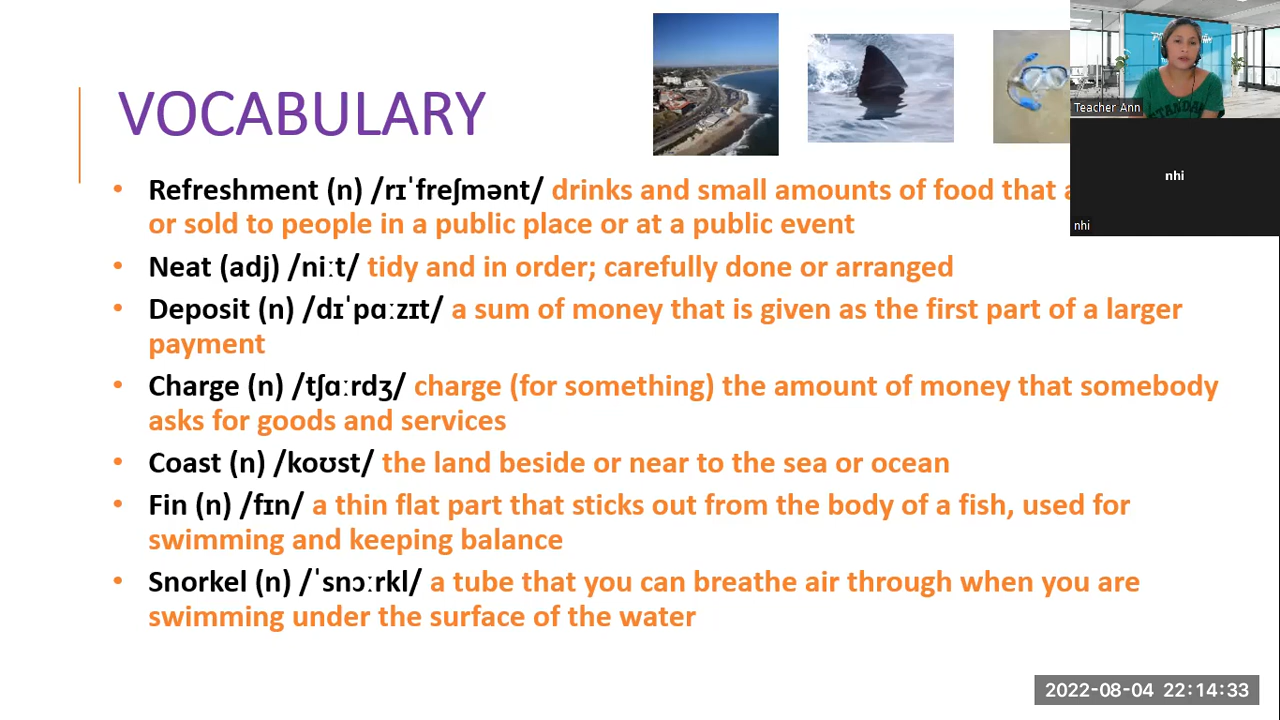 VOCABULARY
• Refreshment (n) /rɪˈfreʃmənt/ drinks and small amounts of food that
or sold to people in a public place or at a public event
• Neat (adj) /niːt/ tidy and in order; carefully done or arranged
• Deposit (n) /dɪˈpɑːzɪt/ a sum of money that is given as the first part of a larger
payment
• Charge (n) /tʃɑːrdʒ/ charge (for something) the amount of money that somebody
asks for goods and services
• Coast (n) /koʊst/ the land beside or near to the sea or ocean
• Fin (n) /fɪn/ a thin flat part that sticks out from the body of a fish, used for
swimming and keeping balance
• Snorkel (n) /ˈsnɔːrkl/ a tube that you can breathe air through when you are
swimming under the surface of the water
Teacher Ann
nhi
nhi
2022-08-04 22:14:33